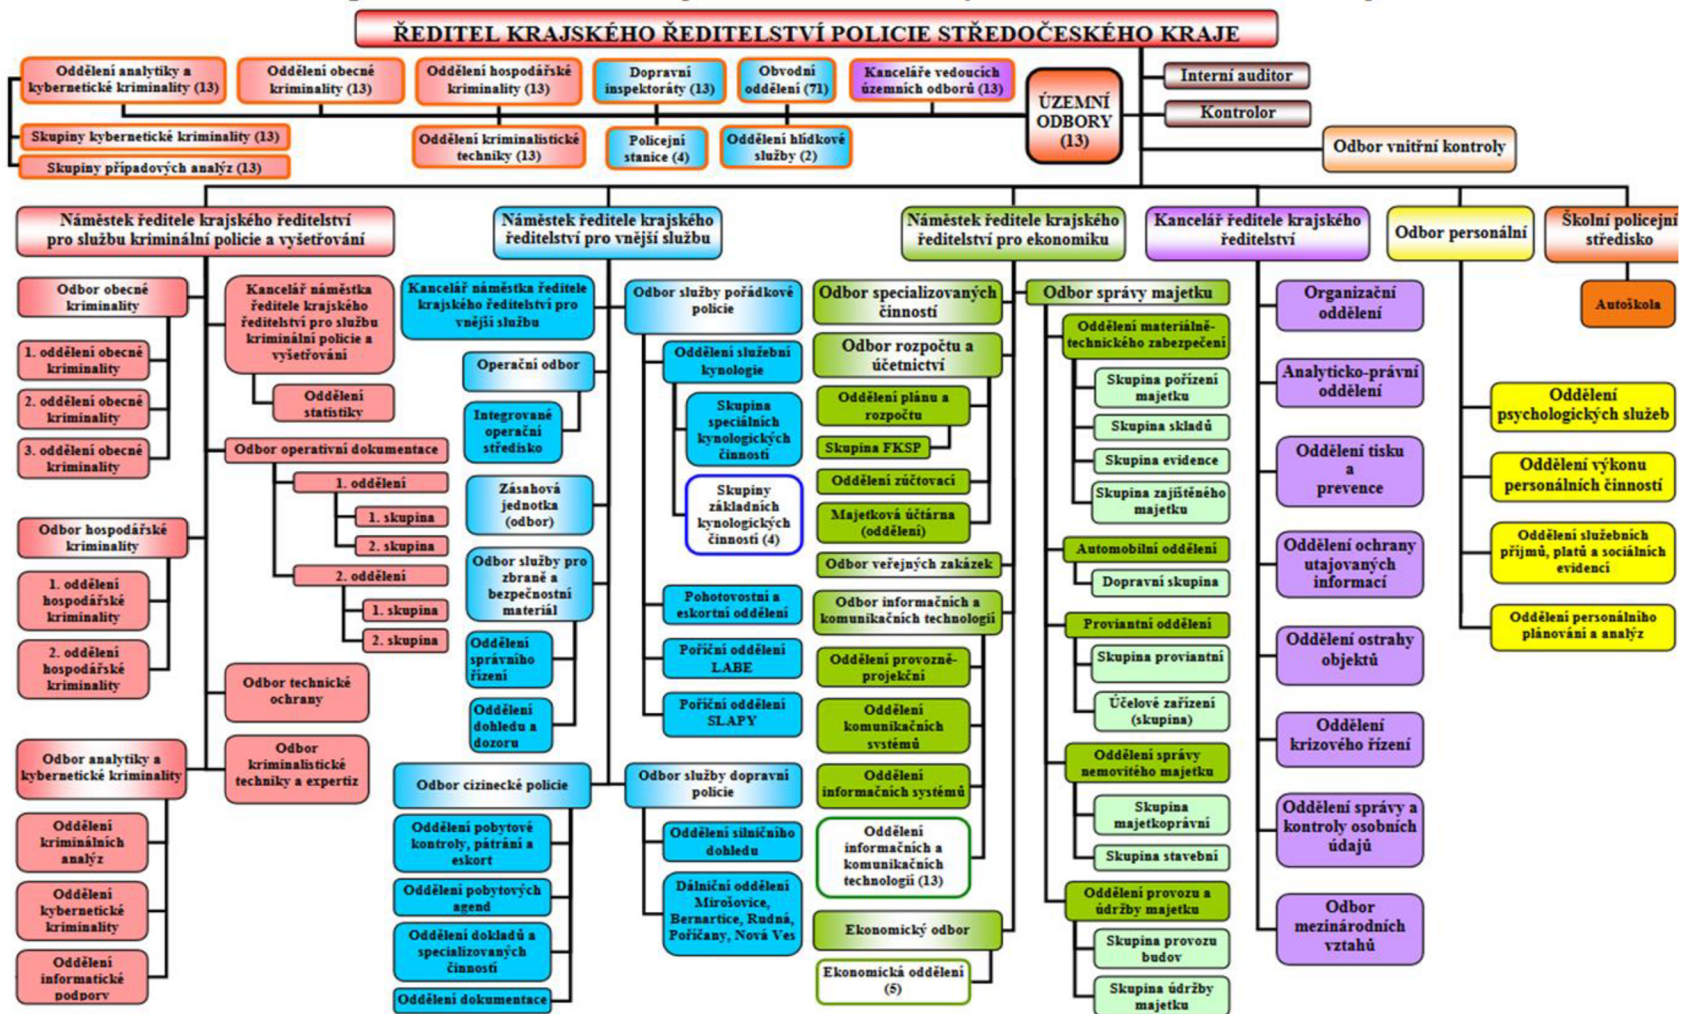 ŘEDITEL KRAJSKÉHO ŘEDITELSTVÍ POLICIE STŘEDOČESKÉHO KRAJE
Oddělení analytiky a
kybernetické kriminality (13)
Oddělení obecné
kriminality (13)
Oddělení hospodářské
kriminality (13)
Dopravní
inspektoráty (13)
Obvodní
oddělení (71)
Kanceláře vedoucích
územních odborů (13)
ÚZEMNÍ
ODBORY
(13)
Interní auditor
Kontrolor
Skupiny kybernetické kriminality (13)
Skupiny případových analýz (13)
Oddělení kriminalistické
techniky (13)
Policejní
stanice (4)
Oddělení hlídkové
služby (2)
Odbor vnitřní kontroly
Náměstek ředitele krajského ředitelství
pro službu kriminální policie a vyšetřování
Odbor obecné
kriminality
1. oddělení obecné
kriminality
2. oddělení obecné
kriminality
3. oddělení obecné
kriminality
Odbor hospodářské
kriminality
1. oddělení
hospodářské
kriminality
2. oddělení
hospodářské
kriminality
Odbor analytiky a
kybernetické kriminality
Oddělení
kriminálních
analýz
Oddělení
kybernetické
kriminality
Oddělení
informatické
podpory
Kancelář náměstka
ředitele krajského
ředitelství pro službu
kriminální policie a
vyšetřování
Oddělení
statistiky
Odbor operativní dokumentace
1. oddělení
1. skupina
2. skupina
2. oddělení
1. skupina
2. skupina
Odbor technické
ochrany
Odbor
kriminalistické
techniky a expertiz
Náměstek ředitele krajského
ředitelství pro vnější službu
Kancelář náměstka ředitele
krajského ředitelství pro
vnější službu
Operační odbor
Integrované
operační
středisko
Zásahová
jednotka
(odbor)
Odbor služby pro
zbraně a
bezpečnostní
materiál
Oddělení
správního
řízení
Oddělení
dohledu a
dozoru
Odbor cizinecké policie
Oddělení pobytové
kontroly, pátrání a
eskort
Oddělení pobytových
agend
Oddělení dokladů a
specializovaných
činností
Oddělení dokumentace
Odbor služby pořádkové
policie
Oddělení služební
kynologie
Skupina
speciálních
kynologických
činností
Skupiny
základních
kynologických
činností (4)
Pohotovostní a
eskortní oddělení
Poříční oddělení
LABE
Poříční oddělení
SLAPY
Odbor služby dopravní
policie
Oddělení silničního
dohledu
Dálniční oddělení
Mirošovice,
Bernartice, Rudná,
Poříčany, Nová Ves
Náměstek ředitele krajského
ředitelství pro ekonomiku
Odbor specializovaných
činností
Odbor rozpočtu a
účetnictví
Oddělení plánu a
rozpočtu
Skupina FKSP
Oddělení zúčtovací
Majetková účtárna
(oddělení)
Odbor veřejných zakázek
Odbor informačních a
komunikačních technologií
Oddělení provozně-
projekční
Oddělení
komunikačních
systémů
Oddělení
informačních systémů
Oddělení
informačních a
komunikačních
technologií (13)
Ekonomický odbor
Ekonomická oddělení
(5)
Odbor správy majetku
Oddělení materiálně-
technického zabezpečení
Skupina pořízení
majetku
Skupina skladů
Skupina evidence
Skupina zajištěného
majetku
Automobilní oddělení
Dopravní skupina
Proviantní oddělení
Skupina proviantní
Účelové zařízení
(skupina)
Oddělení správy
nemovitého majetku
Skupina
majetkoprávní
Skupina stavební
Oddělení provozu a
údržby majetku
Skupina provozu
budov
Skupina údržby
majetku
Kancelář ředitele krajského
ředitelství
Organizační
oddělení
Analyticko-právní
oddělení
Oddělení tisku
a
prevence
Oddělení ochrany
utajovaných
informací
Oddělení ostrahy
objektů
Oddělení
krizového řízení
Oddělení správy a
kontroly osobních
údajů
Odbor
mezinárodních
vztahů
Odbor personální
Oddělení
psychologických služeb
Oddělení výkonu
personálních činností
Oddělení služebních
příjmů, platů a sociálních
evidencí
Oddělení personálního
plánování a analýz
Školní policejní
středisko
Autoškola